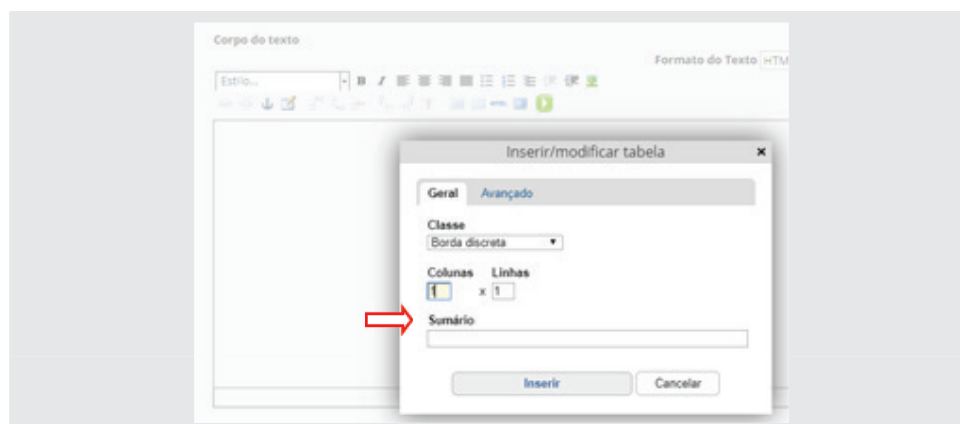 Corpo do texto
Formato do Texto HTM
Estilo...
Inserir/modificar tabela ×
Geral Avançado
Classe
Borda discreta
Colunas Linhas
1 x 1
Sumário
Inserir Cancelar